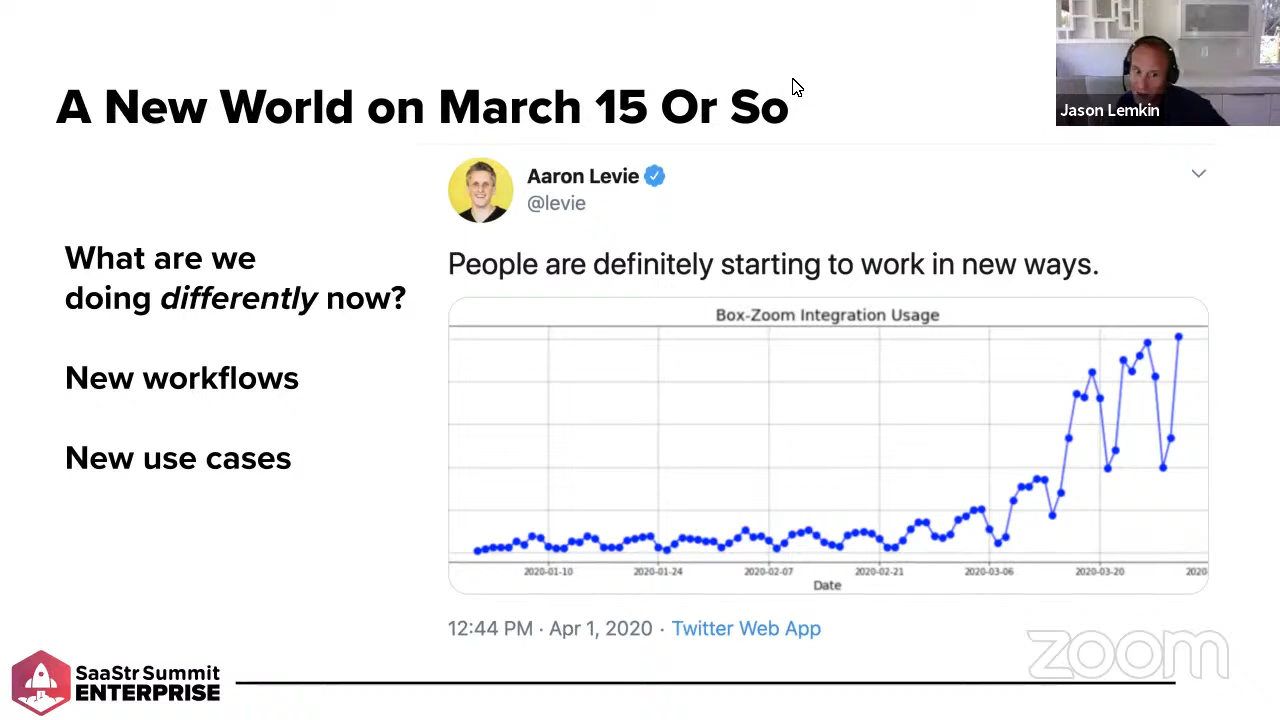 A New World on March 15 Or So
Jason Lemkin
Aaron Levie
@levie
What are we
doing differently now?
New workflows
New use cases
People are definitely starting to work in new ways.
Box-Zoom Integration Usage
2020-01-10
2020-01-24
2020-02-07
2020-02-21
2020-03-06
2020-03-20
2020-
Date
12:44 PM · Apr 1, 2020 · Twitter Web App
SaaStr Summit
ENTERPRISE
zoom